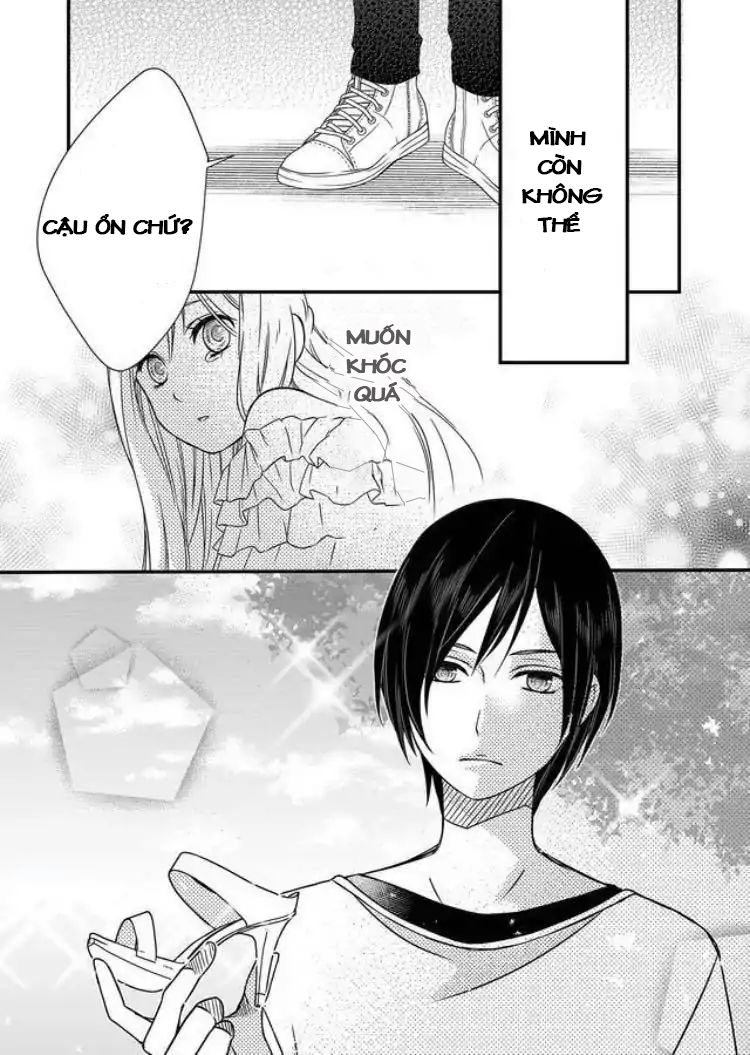 MÌNH
CÒN
KHÔNG
THỂ
CẬU ỔN CHỨ?
MUỐN
KHÓC
QUÁ